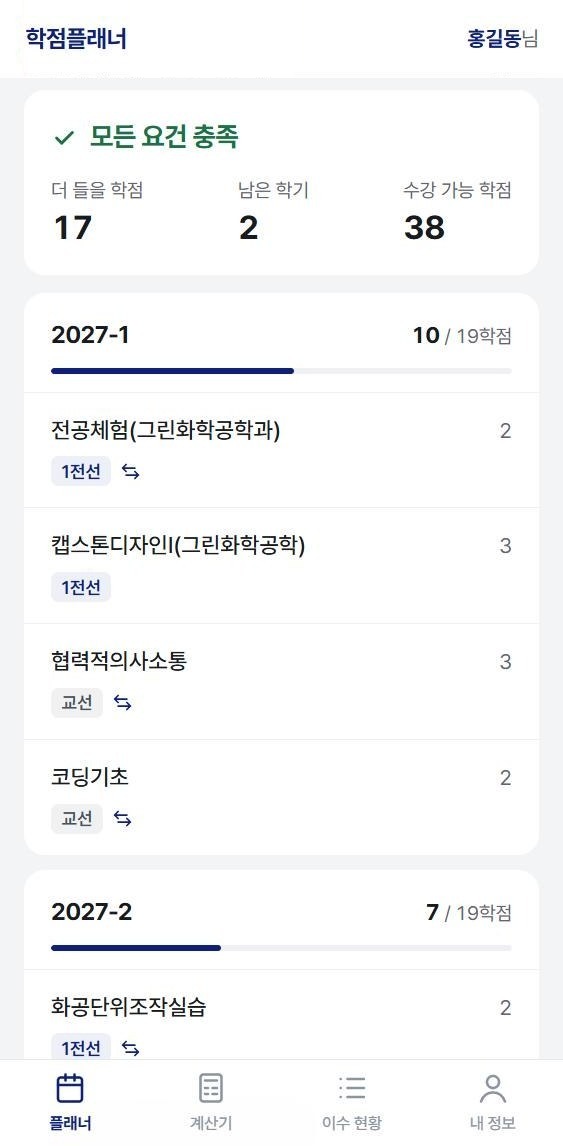 학점플래너
홍길동님
모든 요건 충족
더 들을 학점 남은 학기 수강 가능 학점
17 2 38
2027-1 10 / 19학점
전공체험(그린화학공학과) 2
1전선
캡스톤디자인I(그린화학공학) 3
1전선
협력적의사소통 3
교선
코딩기초 2
교선
2027-2 7 / 19학점
화공단위조작실습 2
1전선
플래너 계산기 이수 현황 내 정보